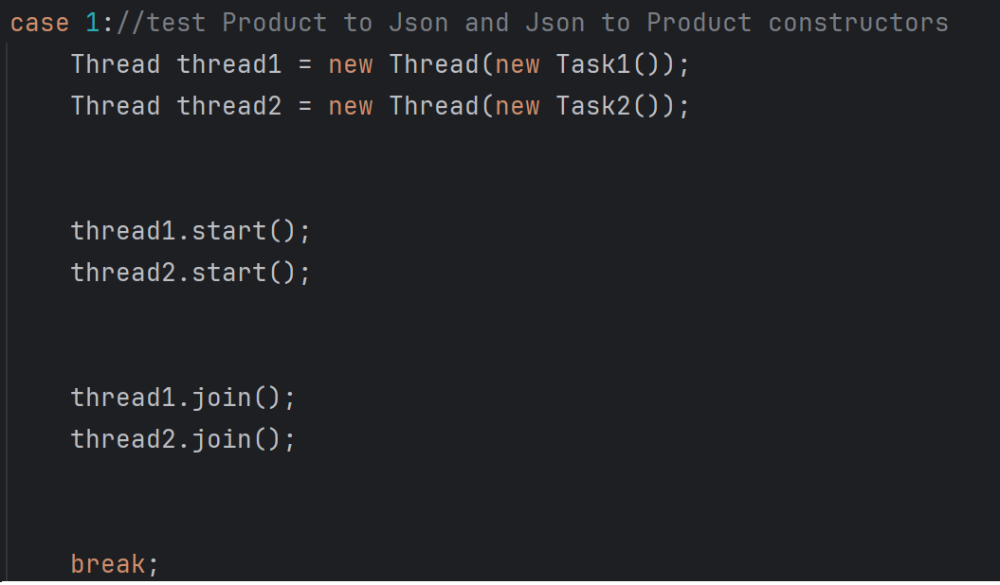 case 1://test Product to Json and Json to Product constructors
Thread thread1 = new Thread(new Task1());
Thread thread2 = new Thread(new Task2());
thread1.start();
thread2.start();
thread1.join();
thread2.join();
break;